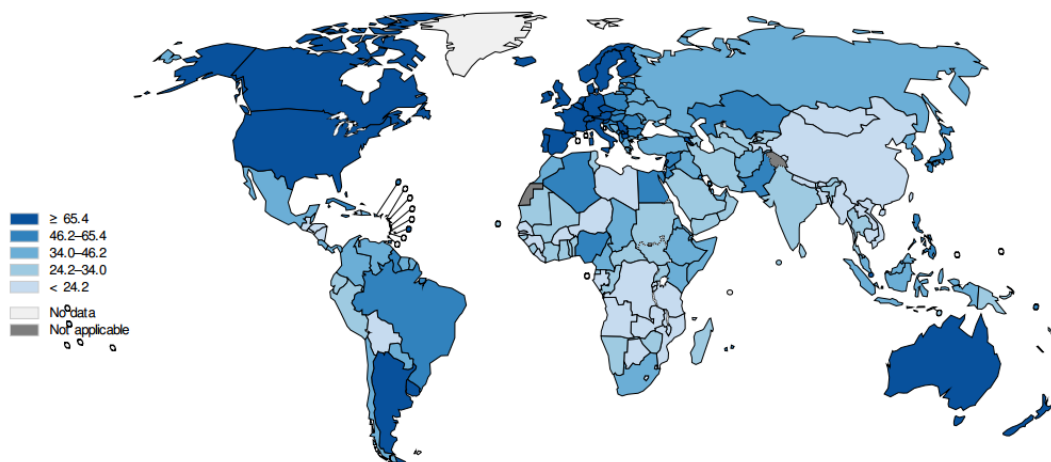 ≥ 65.4
46.2–65.4
34.0–46.2
24.2–34.0
< 24.2
No data
Not applicable